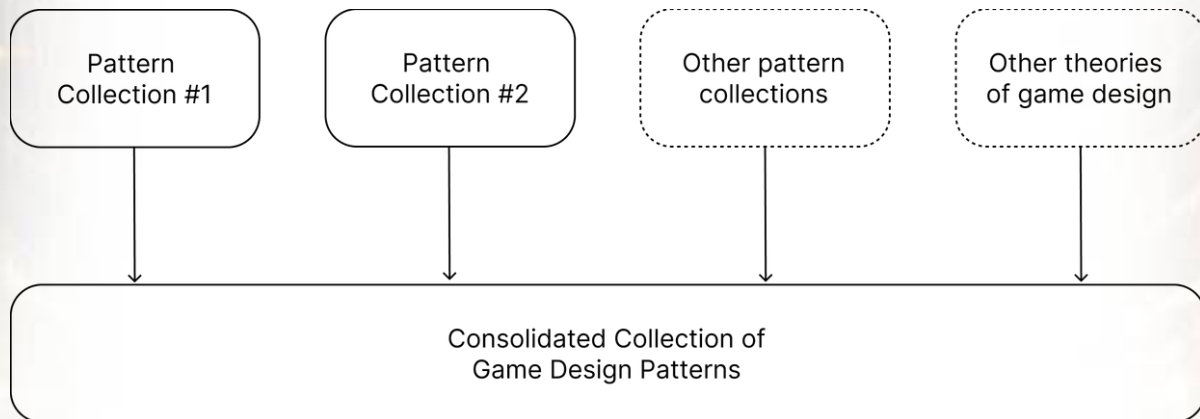 Pattern
Collection #1
Pattern
Collection #2
Other pattern
collections
Other theories
of game design
Consolidated Collection of
Game Design Patterns